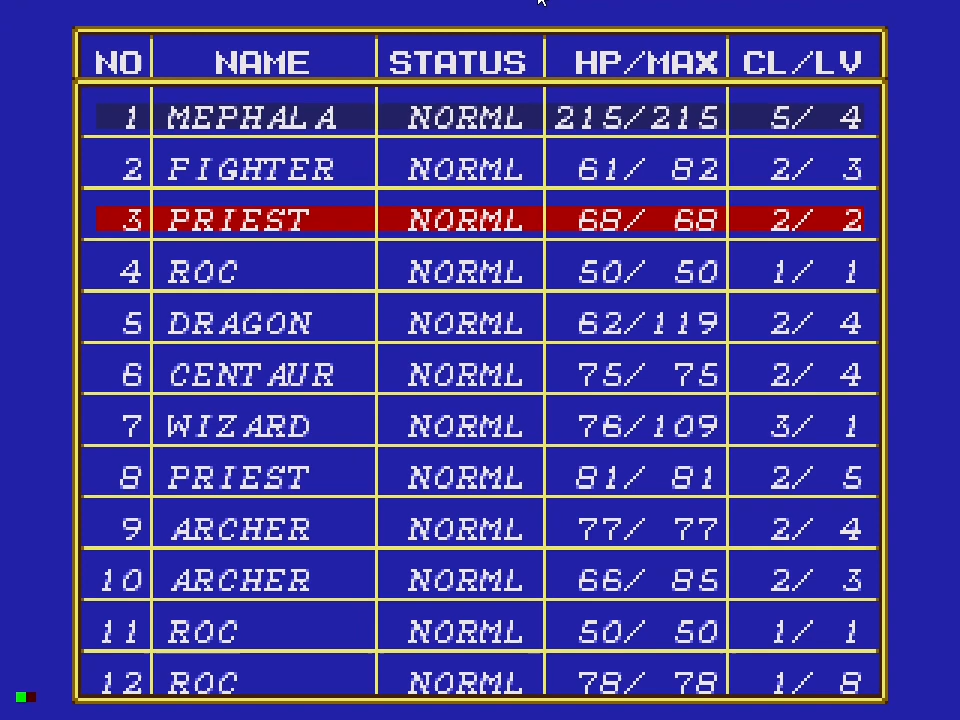 NO NAME STATUS HP/MAX CL/LV
1 MEPHALA NORML 215/215 5/ 4
2 FIGHTER NORML 61/ 82 2/ 3
3 PRIEST NORML 68/ 68 2/ 2
4 ROC NORML 50/ 50 1/ 1
5 DRAGON NORML 62/119 2/ 4
6 CENTAUR NORML 75/ 75 2/ 4
7 WIZARD NORML 76/109 3/ 1
8 PRIEST NORML 81/ 81 2/ 5
9 ARCHER NORML 77/ 77 2/ 4
10 ARCHER NORML 66/ 85 2/ 3
11 ROC NORML 50/ 50 1/ 1
12 ROC NORML 78/ 78 1/ 8